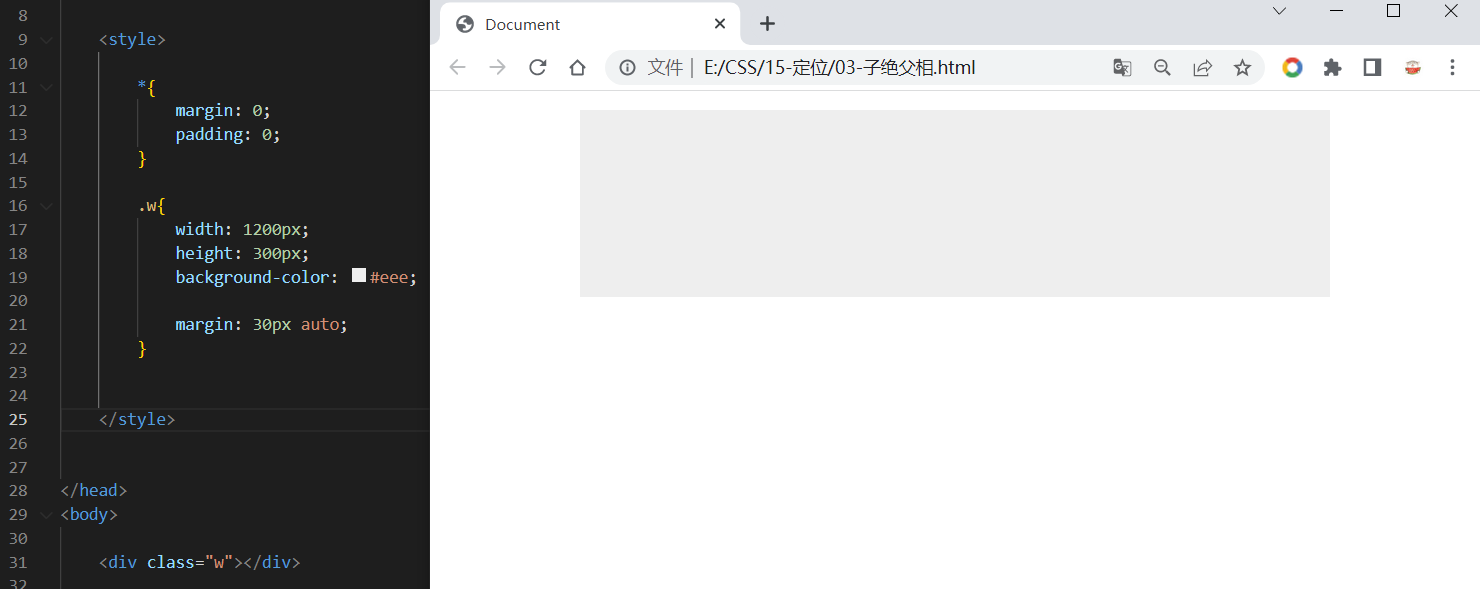 8
9 <style>
10
11 *{
12 margin: 0;
13 padding: 0;
14 }
15
16 .w{
17 width: 1200px;
18 height: 300px;
19 background-color: #eee;
20
21 margin: 30px auto;
22 }
23
24
25 </style>
26
27
28 </head>
29 <body>
30
31 <div class="w"></div>
32
Document
文件 | E:/CSS/15-定位/03-子绝父相.html